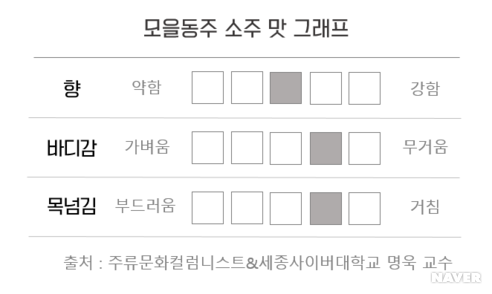 모을동주 소주 맛 그래프
향 약함 강함
바디감 가벼움 무거움
목넘김 부드러움 거침
출처 : 주류문화컬럼니스트&세종사이버대학교 명욱 교수
NAVER